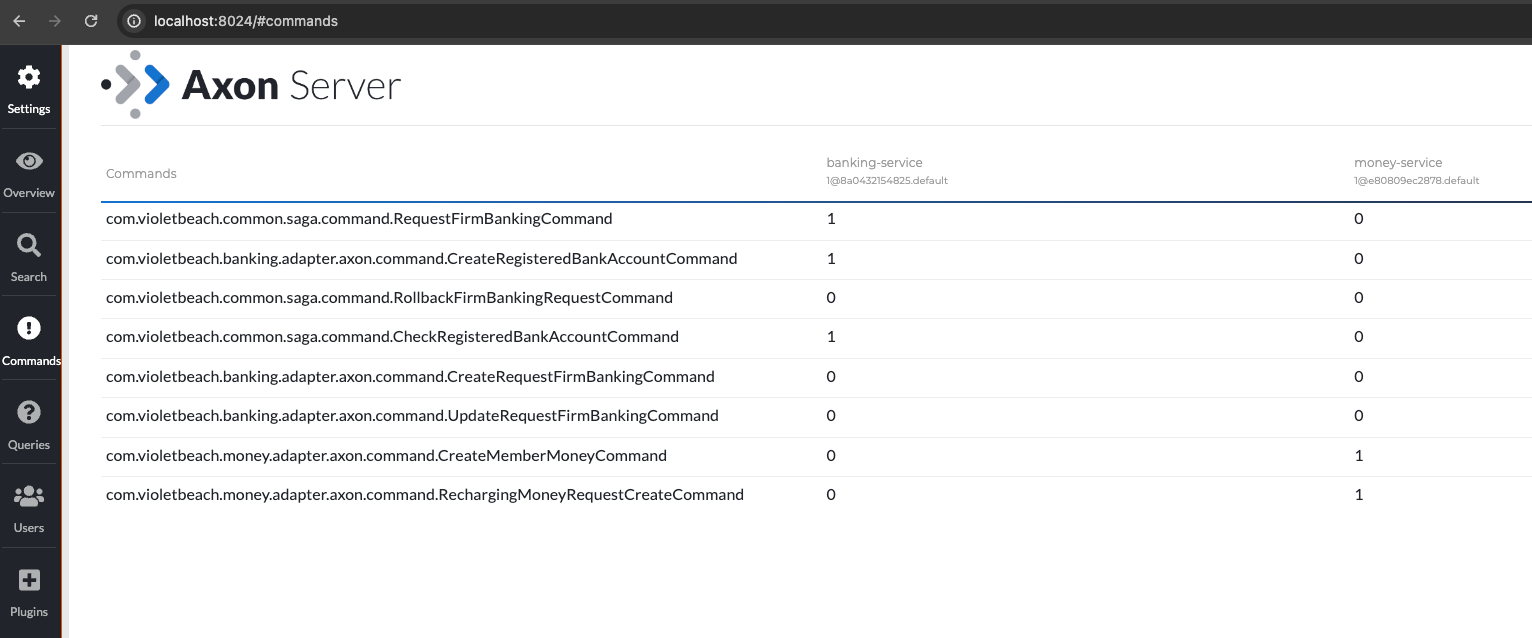 localhost:8024/#commands
Axon Server
Settings
Overview
Search
Commands
Queries
Users
Plugins
Commands banking-service money-service
1@8a0432154825.default 1@e80809ec2878.default
com.violetbeach.common.saga.command.RequestFirmBankingCommand 1 0
com.violetbeach.banking.adapter.axon.command.CreateRegisteredBankAccountCommand 1 0
com.violetbeach.common.saga.command.RollbackFirmBankingRequestCommand 0 0
com.violetbeach.common.saga.command.CheckRegisteredBankAccountCommand 1 0
com.violetbeach.banking.adapter.axon.command.CreateRequestFirmBankingCommand 0 0
com.violetbeach.banking.adapter.axon.command.UpdateRequestFirmBankingCommand 0 0
com.violetbeach.money.adapter.axon.command.CreateMemberMoneyCommand 0 1
com.violetbeach.money.adapter.axon.command.RechargingMoneyRequestCreateCommand 0 1